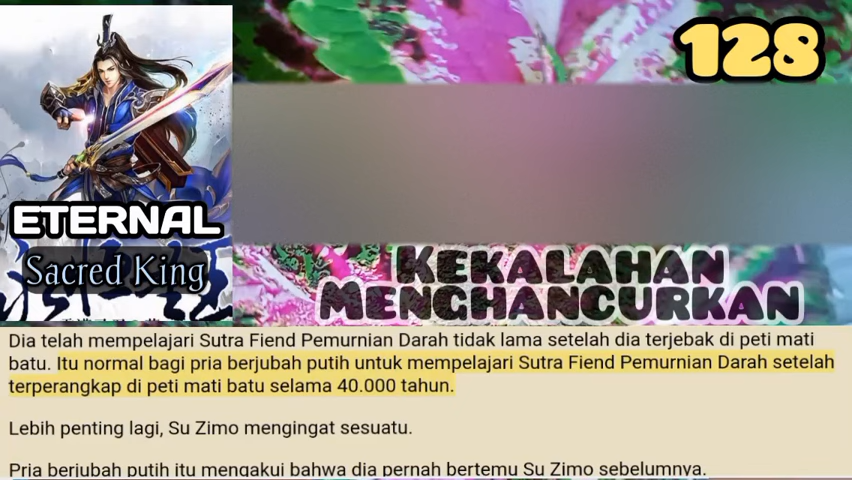 128
ETERNAL
Sacred King
KEKALAHAN
MENGHANCURKAN
Dia telah mempelajari Sutra Fiend Pemurnian Darah tidak lama setelah dia terjebak di peti mati
batu. Itu normal bagi pria berjubah putih untuk mempelajari Sutra Fiend Pemurnian Darah setelah
terperangkap di peti mati batu selama 40.000 tahun.
Lebih penting lagi, Su Zimo mengingat sesuatu.
Pria berjubah putih itu mengakui bahwa dia pernah bertemu Su Zimo sebelumnya.